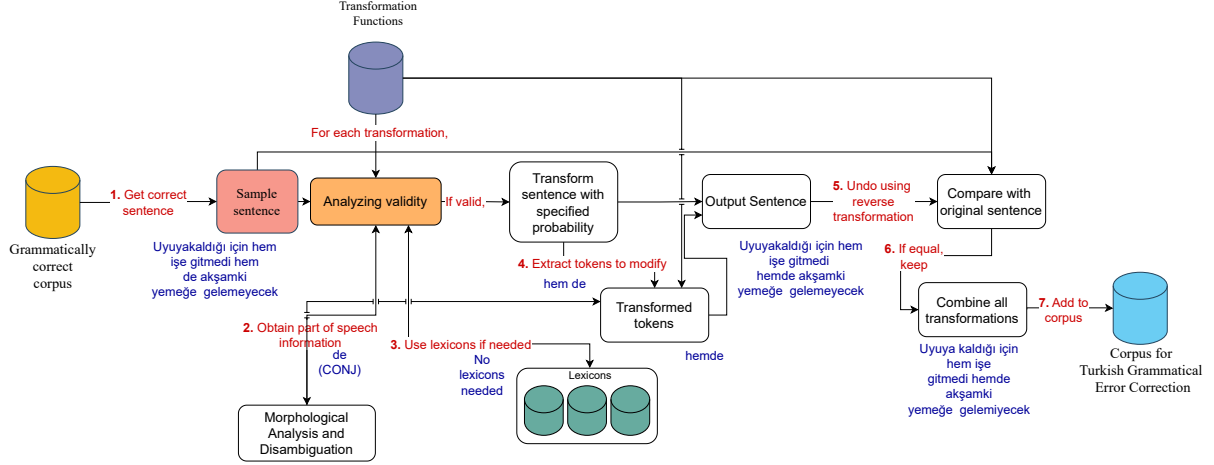 Transformation
Functions
For each transformation,
1. Get correct
sentence
Grammatically
correct
corpus
Sample
sentence
Uyuyakaldığı için hem
işe gitmedi hem
de akşamki
yemeğe gelemeyecek
Analyzing validity
If valid,
Transform
sentence with
specified
probability
4. Extract tokens to modify
hem de
Transformed
tokens
hemde
2. Obtain part of speech
information
de
(CONJ)
Morphological
Analysis and
Disambiguation
3. Use lexicons if needed
No
lexicons
needed
Lexicons
Output Sentence
Uyuyakaldığı için hem
işe gitmedi
hemde akşamki
yemeğe gelemeyecek
5. Undo using
reverse
transformation
Compare with
original sentence
6. If equal,
keep
Combine all
transformations
Uyuya kaldığı için
hem işe
gitmedi hemde
akşamki
yemeğe gelemiyecek
7. Add to
corpus
Corpus for
Turkish Grammatical
Error Correction